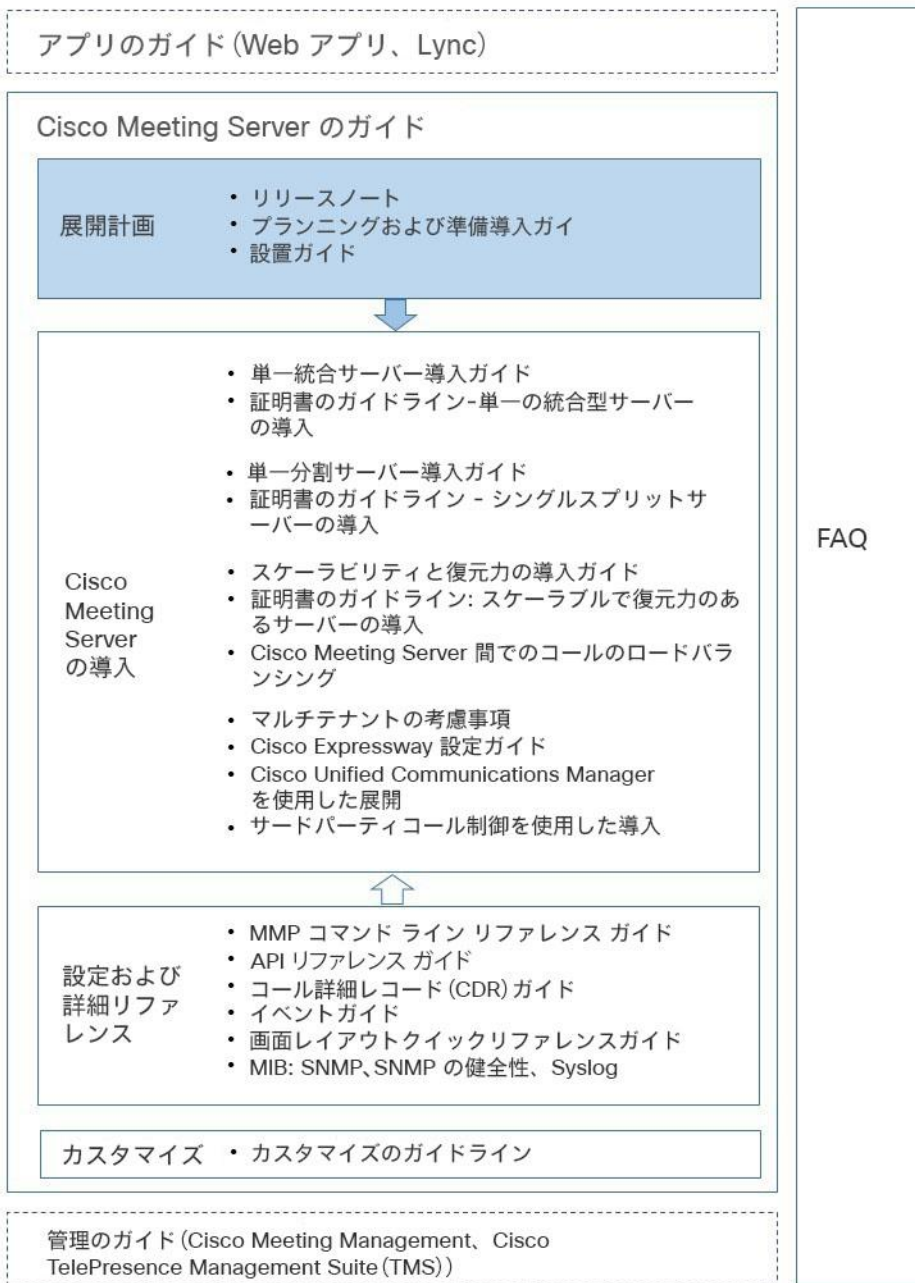 アプリのガイド（Web アプリ、Lync）
Cisco Meeting Server のガイド
展開計画
• リリースノート
• プランニングおよび準備導入ガイ
• 設置ガイド
Cisco
Meeting
Server
の導入
• 単一統合サーバー導入ガイド
• 証明書のガイドライン-単一の統合型サーバー
の導入
• 単一分割サーバー導入ガイド
• 証明書のガイドライン - シングルスプリットサ
ーバーの導入
• スケーラビリティと復元力の導入ガイド
• 証明書のガイドライン: スケーラブルで復元力のあ
るサーバーの導入
• Cisco Meeting Server 間でのコールのロードバラ
ンシング
• マルチテナントの考慮事項
• Cisco Expressway 設定ガイド
• Cisco Unified Communications Manager
を使用した展開
• サードパーティコール制御を使用した導入
設定および
詳細リファ
レンス
• MMP コマンド ライン リファレンス ガイド
• API リファレンス ガイド
• コール詳細レコード（CDR）ガイド
• イベントガイド
• 画面レイアウトクイックリファレンスガイド
• MIB: SNMP、SNMP の健全性、Syslog
カスタマイズ
• カスタマイズのガイドライン
管理のガイド（Cisco Meeting Management、Cisco
TelePresence Management Suite（TMS））
FAQ